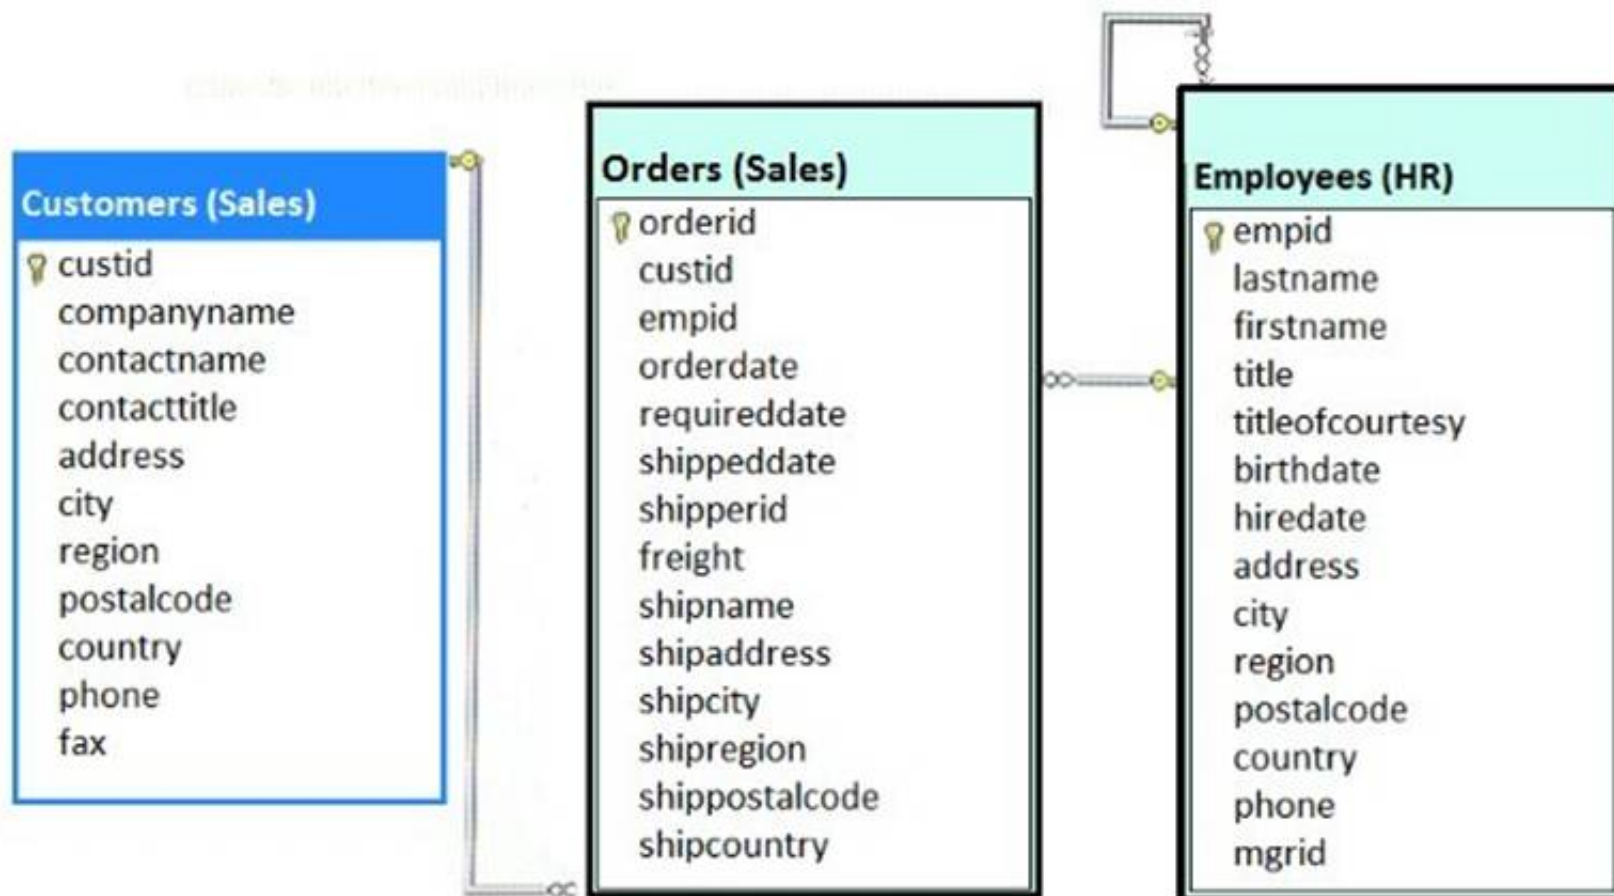 Customers (Sales)
custid
companyname
contactname
contacttitle
address
city
region
postalcode
country
phone
fax
Orders (Sales)
orderid
custid
empid
orderdate
requireddate
shippeddate
shipperid
freight
shipname
shipaddress
shipcity
shipregion
shippostalcode
shipcountry
Employees (HR)
empid
lastname
firstname
title
titleofcourtesy
birthdate
hiredate
address
city
region
postalcode
country
phone
mgrid